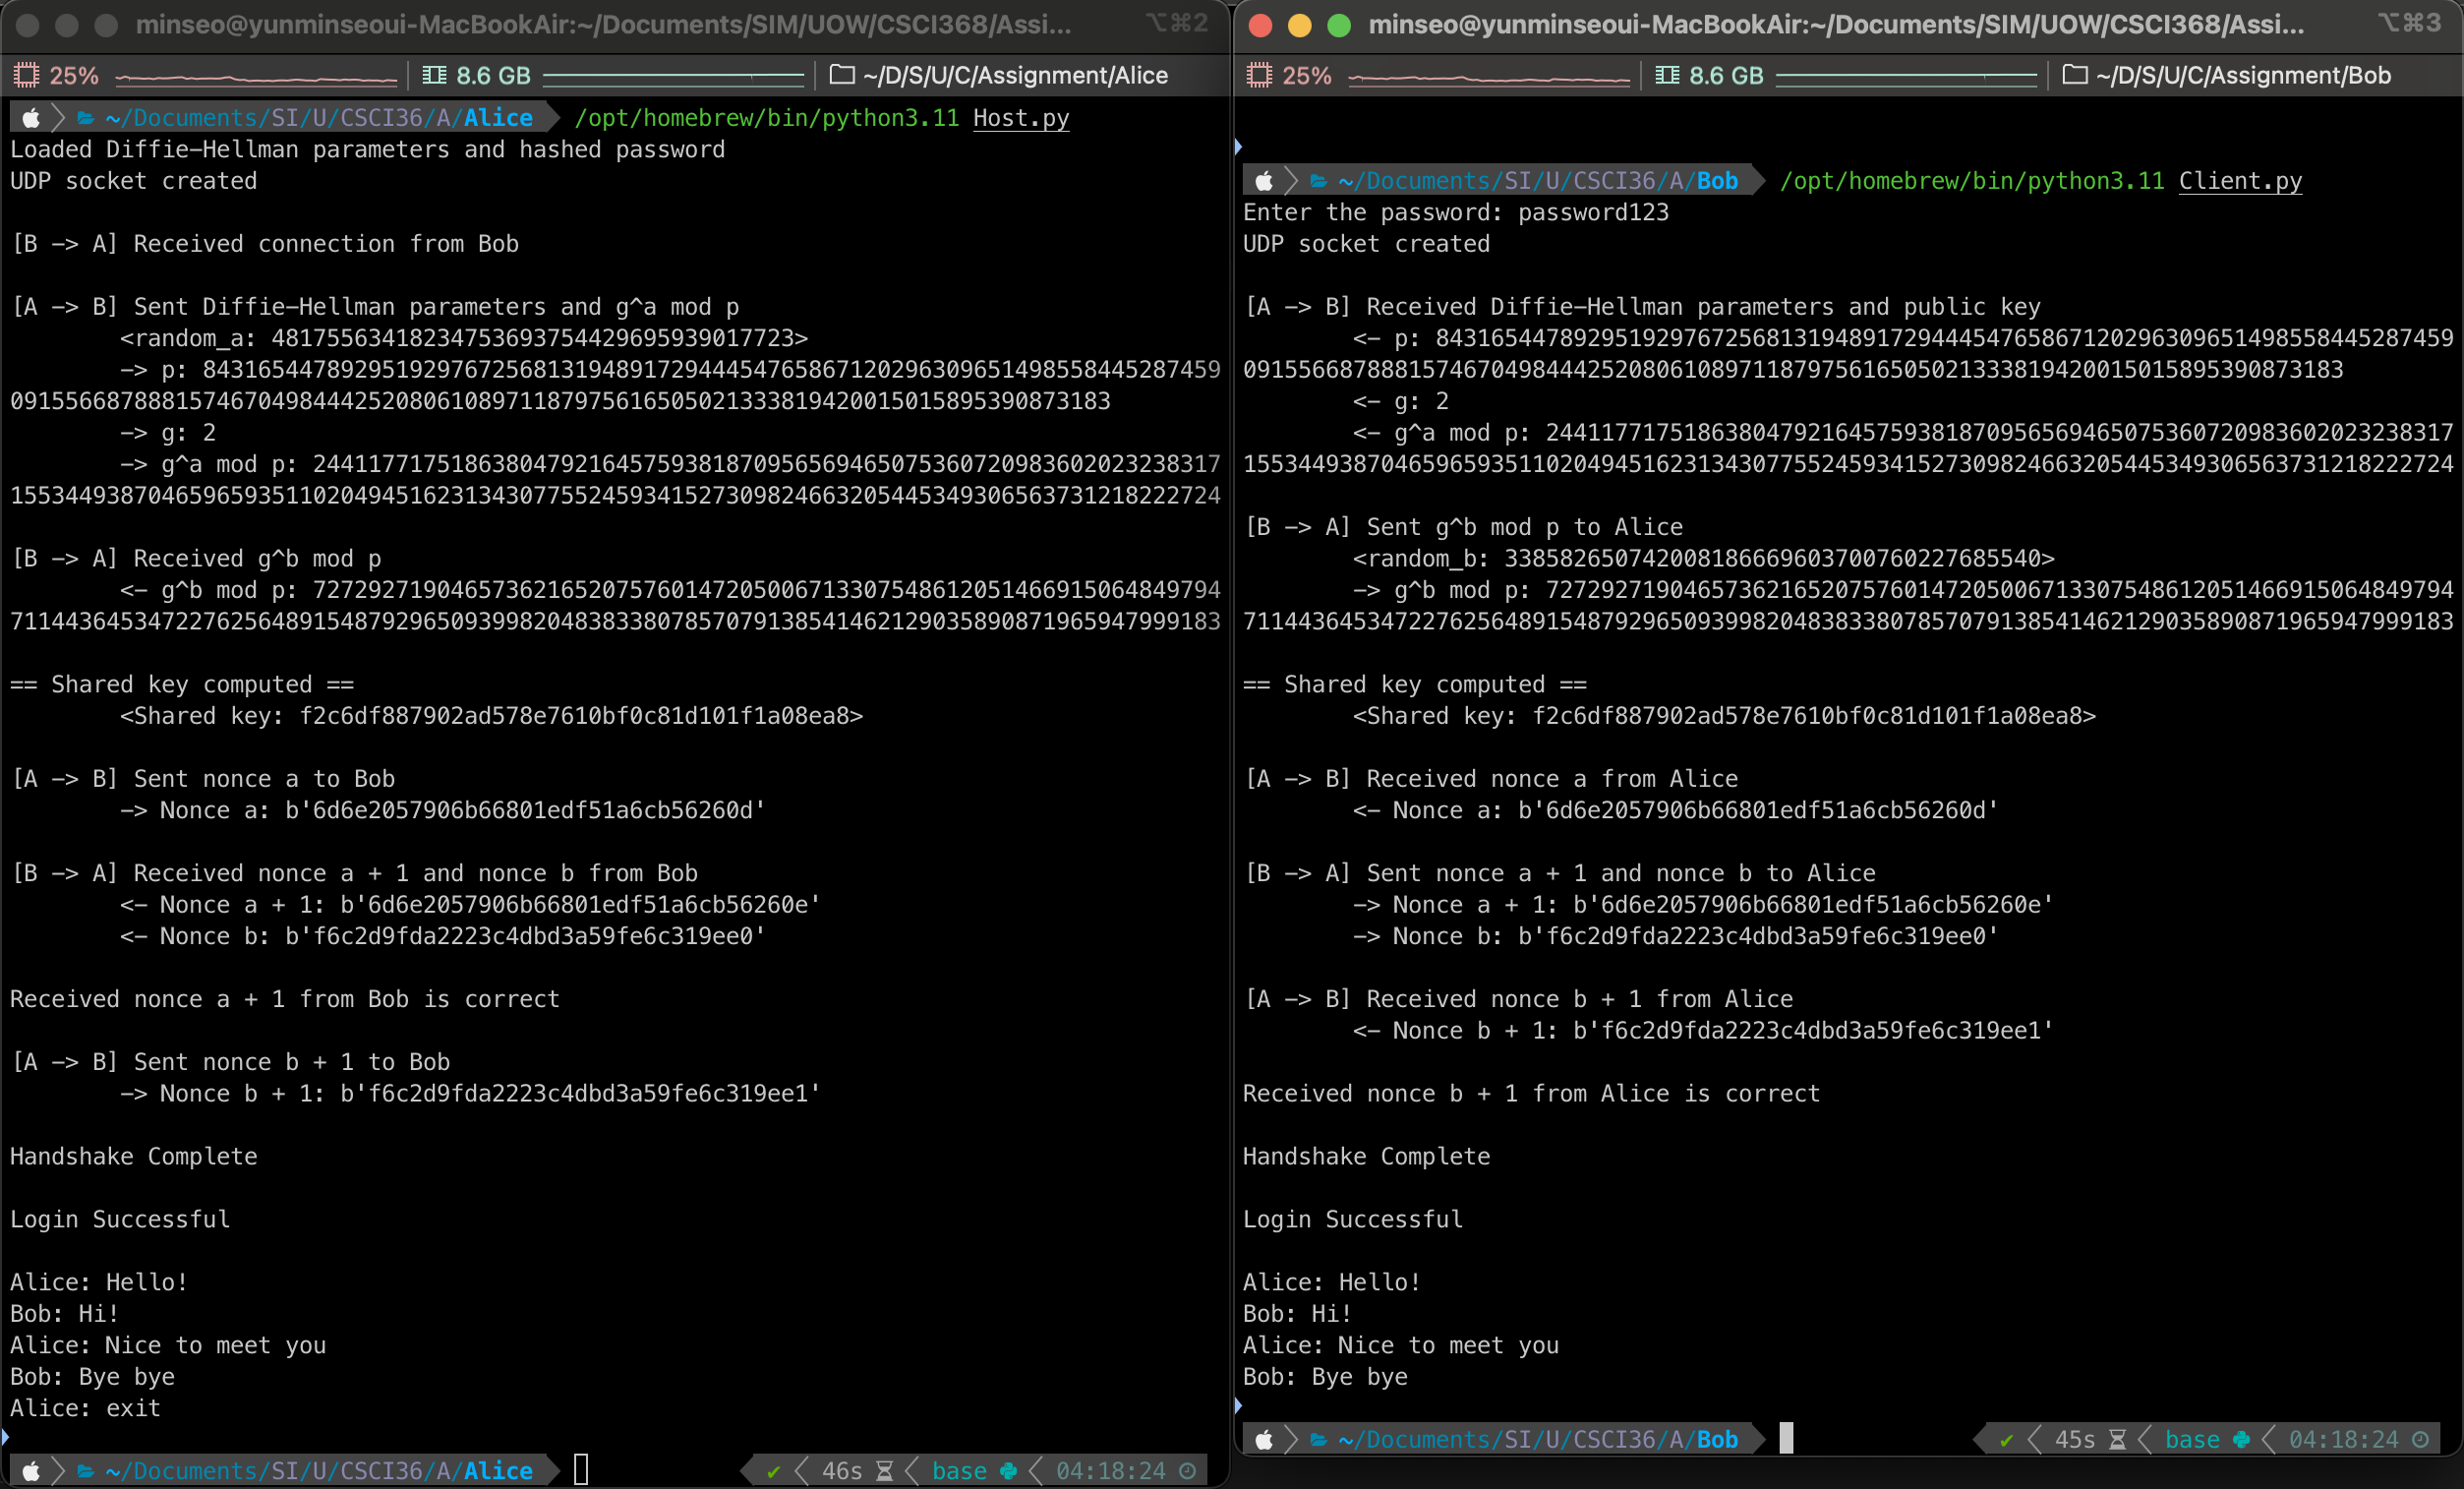 minseo@yunminseoui-MacBookAir:~/Documents/SIM/UOW/CSCI368/Assi... ⌥⌘2
25% 8.6 GB ~/D/S/U/C/Assignment/Alice
~/Documents/SI/U/CSCI36/A/Alice /opt/homebrew/bin/python3.11 Host.py
Loaded Diffie-Hellman parameters and hashed password
UDP socket created
[B -> A] Received connection from Bob
[A -> B] Sent Diffie-Hellman parameters and g^a mod p
<random_a: 48175563418234753693754429695939017723>
-> p: 84316544789295192976725681319489172944454765867120296309651498558445287459
09155668788815746704984442520806108971187975616505021333819420015015895390873183
-> g: 2
-> g^a mod p: 244117717518638047921645759381870956569465075360720983602023238317
1553449387046596593511020494516231343077552459341527309824663205445349306563731218222724
[B -> A] Received g^b mod p
<- g^b mod p: 727292719046573621652075760147205006713307548612051466915064849794
7114436453472276256489154879296509399820483833807857079138541462129035890871965947999183
== Shared key computed ==
<Shared key: f2c6df887902ad578e7610bf0c81d101f1a08ea8>
[A -> B] Sent nonce a to Bob
-> Nonce a: b'6d6e2057906b66801edf51a6cb56260d'
[B -> A] Received nonce a + 1 and nonce b from Bob
<- Nonce a + 1: b'6d6e2057906b66801edf51a6cb56260e'
<- Nonce b: b'f6c2d9fda2223c4dbd3a59fe6c319ee0'
Received nonce a + 1 from Bob is correct
[A -> B] Sent nonce b + 1 to Bob
-> Nonce b + 1: b'f6c2d9fda2223c4dbd3a59fe6c319ee1'
Handshake Complete
Login Successful
Alice: Hello!
Bob: Hi!
Alice: Nice to meet you
Bob: Bye bye
Alice: exit
~/Documents/SI/U/CSCI36/A/Alice ✔ 46s base 04:18:24
minseo@yunminseoui-MacBookAir:~/Documents/SIM/UOW/CSCI368/Assi... ⌥⌘3
25% 8.6 GB ~/D/S/U/C/Assignment/Bob
~/Documents/SI/U/CSCI36/A/Bob /opt/homebrew/bin/python3.11 Client.py
Enter the password: password123
UDP socket created
[A -> B] Received Diffie-Hellman parameters and public key
<- p: 84316544789295192976725681319489172944454765867120296309651498558445287459
09155668788815746704984442520806108971187975616505021333819420015015895390873183
<- g: 2
<- g^a mod p: 244117717518638047921645759381870956569465075360720983602023238317
1553449387046596593511020494516231343077552459341527309824663205445349306563731218222724
[B -> A] Sent g^b mod p to Alice
<random_b: 338582650742008186669603700760227685540>
-> g^b mod p: 727292719046573621652075760147205006713307548612051466915064849794
7114436453472276256489154879296509399820483833807857079138541462129035890871965947999183
== Shared key computed ==
<Shared key: f2c6df887902ad578e7610bf0c81d101f1a08ea8>
[A -> B] Received nonce a from Alice
<- Nonce a: b'6d6e2057906b66801edf51a6cb56260d'
[B -> A] Sent nonce a + 1 and nonce b to Alice
-> Nonce a + 1: b'6d6e2057906b66801edf51a6cb56260e'
-> Nonce b: b'f6c2d9fda2223c4dbd3a59fe6c319ee0'
[A -> B] Received nonce b + 1 from Alice
<- Nonce b + 1: b'f6c2d9fda2223c4dbd3a59fe6c319ee1'
Received nonce b + 1 from Alice is correct
Handshake Complete
Login Successful
Alice: Hello!
Bob: Hi!
Alice: Nice to meet you
Bob: Bye bye
~/Documents/SI/U/CSCI36/A/Bob ✔ 45s base 04:18:24